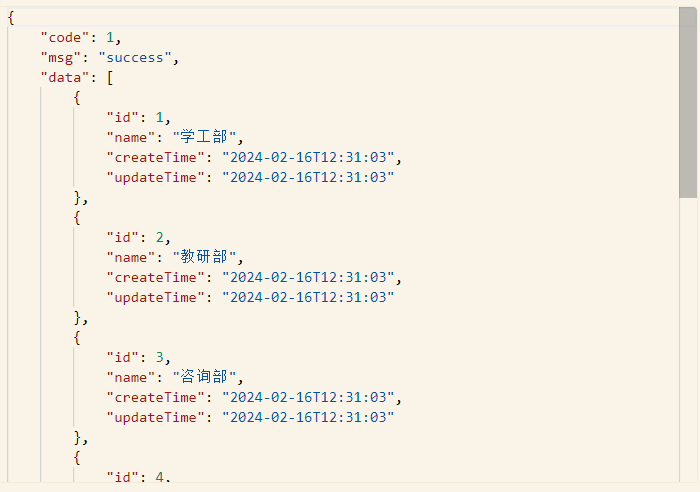 {
    "code": 1,
    "msg": "success",
    "data": [
        {
            "id": 1,
            "name": "学工部",
            "createTime": "2024-02-16T12:31:03",
            "updateTime": "2024-02-16T12:31:03"
        },
        {
            "id": 2,
            "name": "教研部",
            "createTime": "2024-02-16T12:31:03",
            "updateTime": "2024-02-16T12:31:03"
        },
        {
            "id": 3,
            "name": "咨询部",
            "createTime": "2024-02-16T12:31:03",
            "updateTime": "2024-02-16T12:31:03"
        },
        {
            "id": 4,